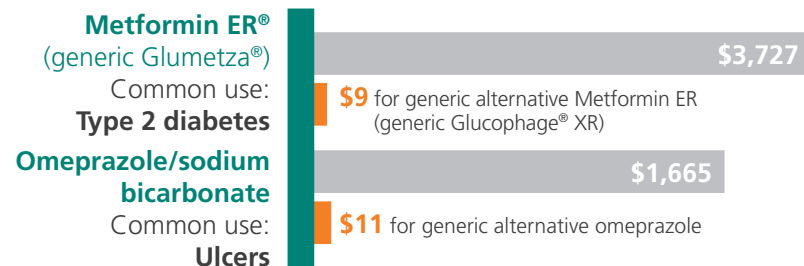 Metformin ER®
(generic Glumetza®)
Common use:
Type 2 diabetes
$3,727
$9 for generic alternative Metformin ER
(generic Glucophage® XR)
Omeprazole/sodium
bicarbonate
Common use:
Ulcers
$1,665
$11 for generic alternative omeprazole